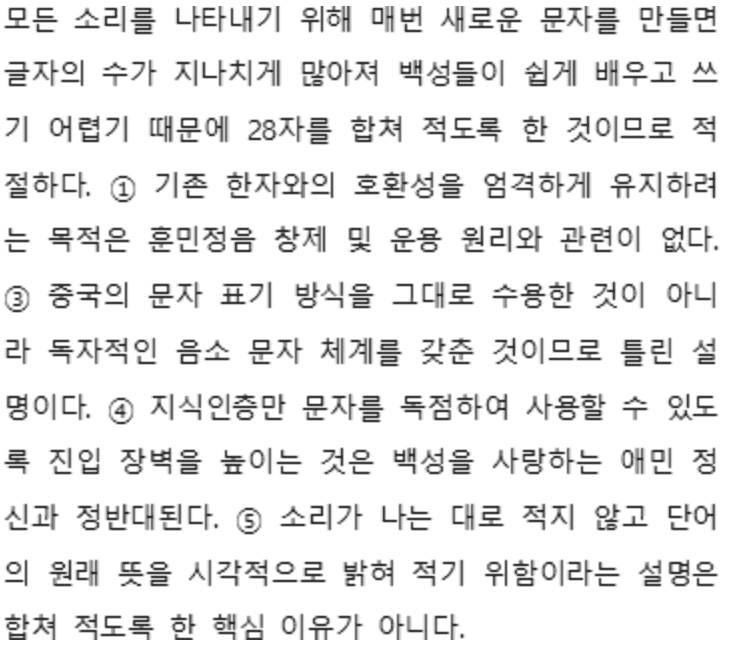 모든 소리를 나타내기 위해 매번 새로운 문자를 만들면
글자의 수가 지나치게 많아져 백성들이 쉽게 배우고 쓰
기 어렵기 때문에 28자를 합쳐 적도록 한 것이므로 적
절하다. ① 기존 한자와의 호환성을 엄격하게 유지하려
는 목적은 훈민정음 창제 및 운용 원리와 관련이 없다.
③ 중국의 문자 표기 방식을 그대로 수용한 것이 아니
라 독자적인 음소 문자 체계를 갖춘 것이므로 틀린 설
명이다. ④ 지식인층만 문자를 독점하여 사용할 수 있도
록 진입 장벽을 높이는 것은 백성을 사랑하는 애민 정
신과 정반대된다. ⑤ 소리가 나는 대로 적지 않고 단어
의 원래 뜻을 시각적으로 밝혀 적기 위함이라는 설명은
합쳐 적도록 한 핵심 이유가 아니다.